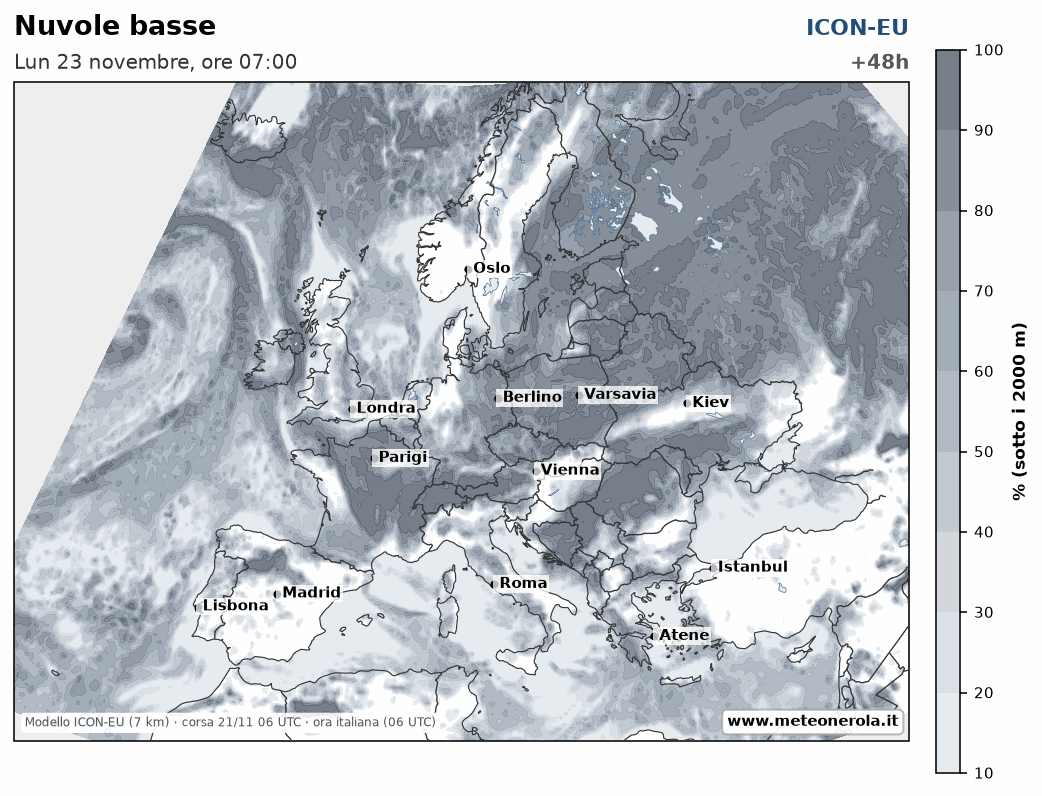 Nuvole basse
ICON-EU
Lun 23 novembre, ore 07:00
+48h
100
90
80
70
60
50
40
30
20
10
% (sotto i 2000 m)
Oslo
Berlino
Varsavia
Kiev
Londra
Parigi
Vienna
Istanbul
Roma
Madrid
Lisbona
Atene
Modello ICON-EU (7 km) · corsa 21/11 06 UTC · ora italiana (06 UTC)
www.meteonerola.it